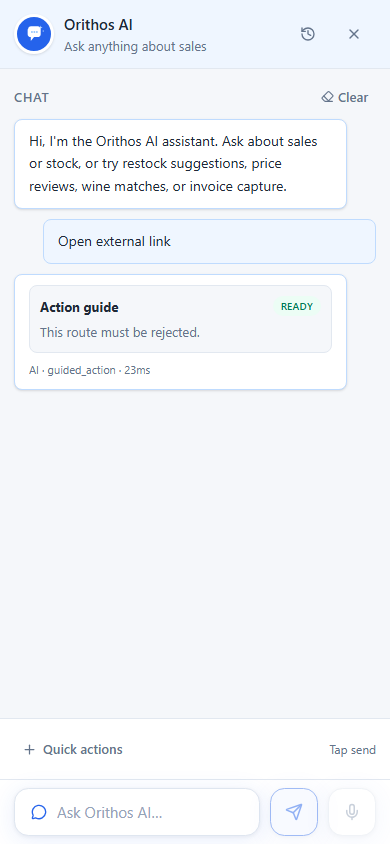 Orithos AI
Ask anything about sales
CHAT
Clear
Hi, I'm the Orithos AI assistant. Ask about sales
or stock, or try restock suggestions, price
reviews, wine matches, or invoice capture.
Open external link
Action guide
READY
This route must be rejected.
AI · guided_action · 23ms
Quick actions
Tap send
Ask Orithos AI...